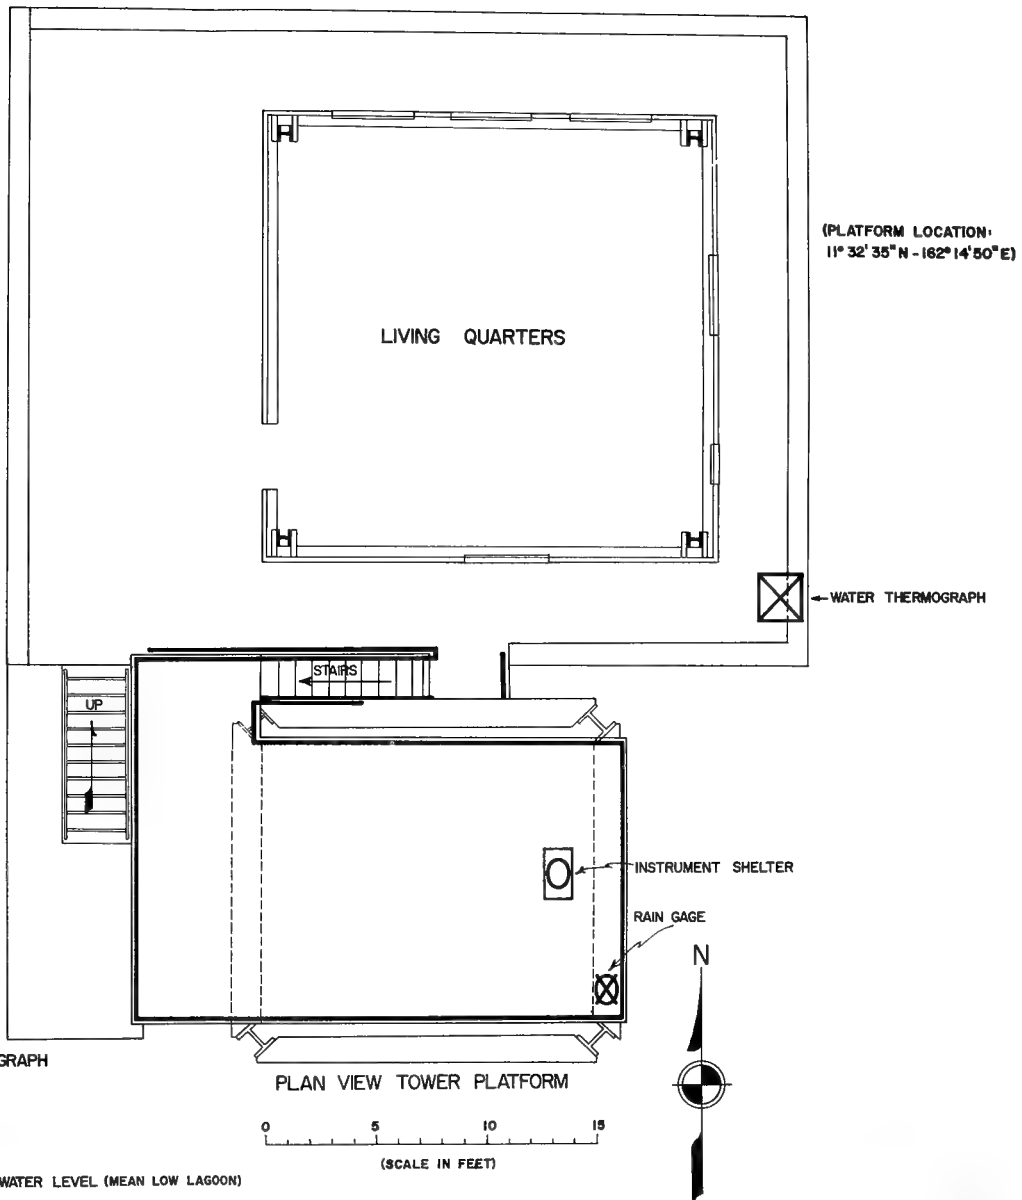 (PLATFORM LOCATION:
11° 32' 35" N - 162° 14' 50" E)
LIVING QUARTERS
WATER THERMOGRAPH
STAIRS
UP
INSTRUMENT SHELTER
RAIN GAGE
N
GRAPH
PLAN VIEW TOWER PLATFORM
0 5 10 15
(SCALE IN FEET)
WATER LEVEL (MEAN LOW LAGOON)